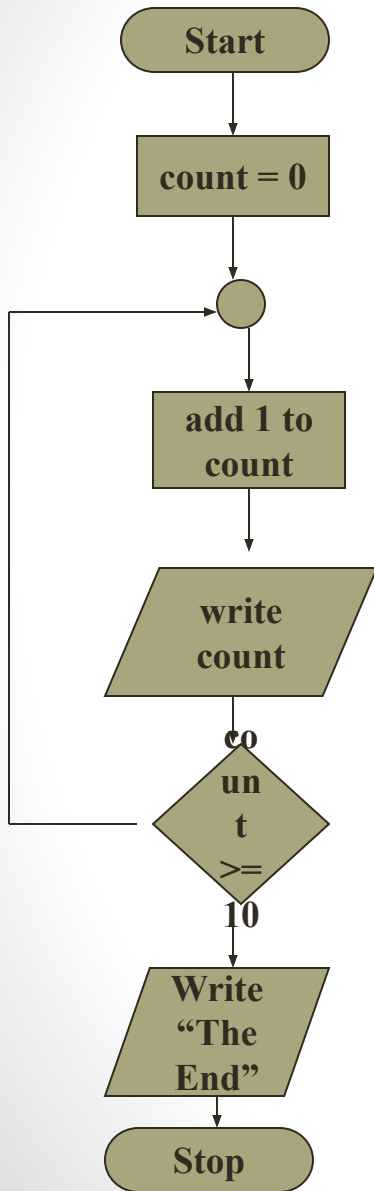 Start
count = 0
add 1 to
count
write
count
co
un
t
>=
10
Write
“The
End”
Stop